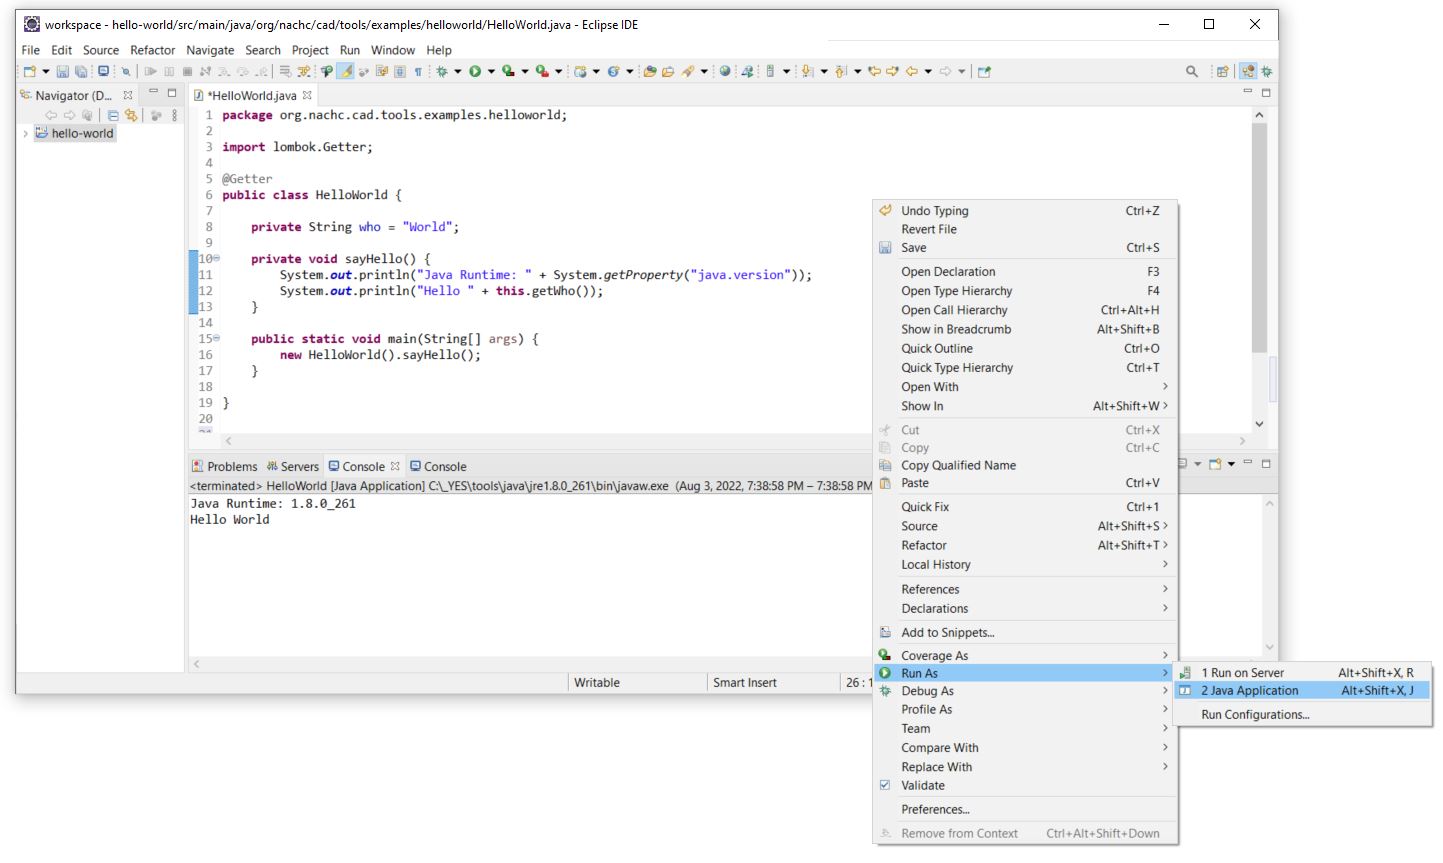 workspace - hello-world/src/main/java/org/nachc/cad/tools/examples/helloworld/HelloWorld.java - Eclipse IDE
File Edit Source Refactor Navigate Search Project Run Window Help
Navigator (D...
*HelloWorld.java
hello-world
1 package org.nachc.cad.tools.examples.helloworld;
2
3 import lombok.Getter;
4
5 @Getter
6 public class HelloWorld {
7
8 private String who = "World";
9
10 private void sayHello() {
11 System.out.println("Java Runtime: " + System.getProperty("java.version"));
12 System.out.println("Hello " + this.getWho());
13 }
14
15 public static void main(String[] args) {
16 new HelloWorld().sayHello();
17 }
18
19 }
20
Problems Servers Console Console
<terminated> HelloWorld [Java Application] C:\_YES\tools\java\jre1.8.0_261\bin\javaw.exe (Aug 3, 2022, 7:38:58 PM – 7:38:58 PM
Java Runtime: 1.8.0_261
Hello World
Writable Smart Insert 26 : 1
Undo Typing Ctrl+Z
Revert File
Save Ctrl+S
Open Declaration F3
Open Type Hierarchy F4
Open Call Hierarchy Ctrl+Alt+H
Show in Breadcrumb Alt+Shift+B
Quick Outline Ctrl+O
Quick Type Hierarchy Ctrl+T
Open With
Show In Alt+Shift+W
Cut Ctrl+X
Copy Ctrl+C
Copy Qualified Name
Paste Ctrl+V
Quick Fix Ctrl+1
Source Alt+Shift+S
Refactor Alt+Shift+T
Local History
References
Declarations
Add to Snippets...
Coverage As
Run As
Debug As
Profile As
Team
Compare With
Replace With
Validate
Preferences...
Remove from Context Ctrl+Alt+Shift+Down
1 Run on Server Alt+Shift+X, R
2 Java Application Alt+Shift+X, J
Run Configurations...